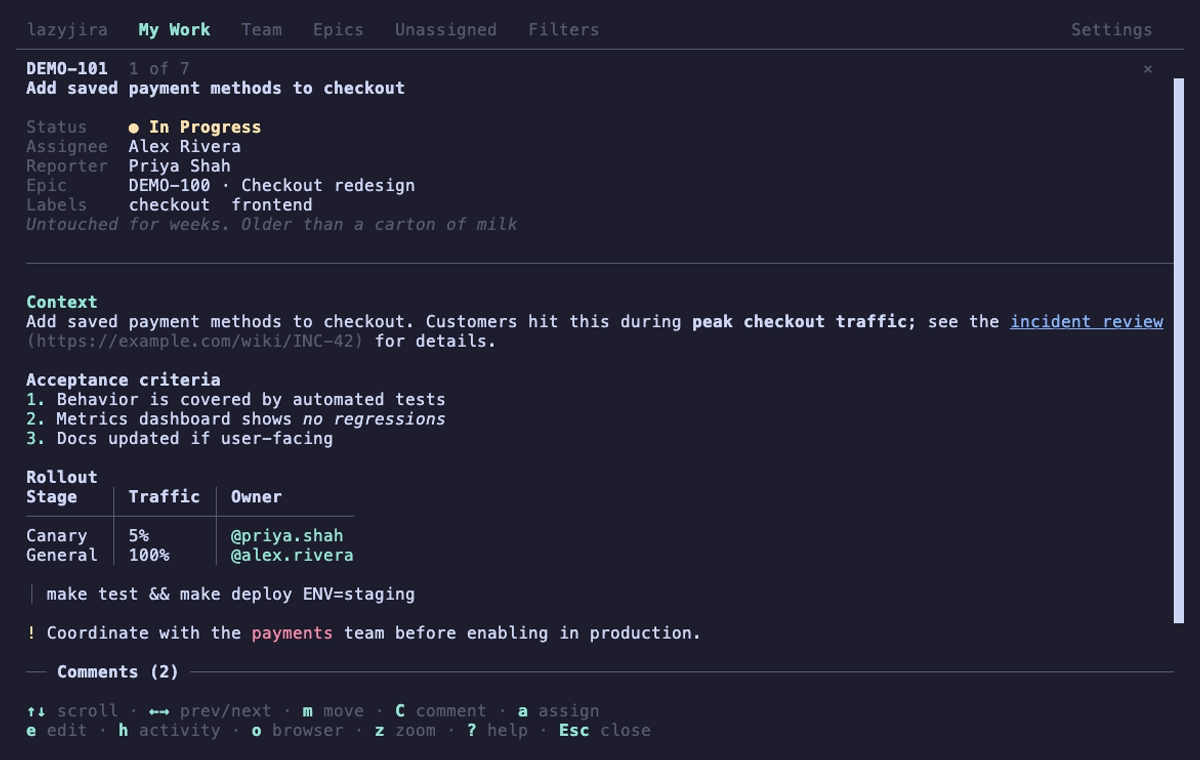 lazyjira My Work Team Epics Unassigned Filters Settings
DEMO-101 1 of 7 ×
Add saved payment methods to checkout
Status ● In Progress
Assignee Alex Rivera
Reporter Priya Shah
Epic DEMO-100 · Checkout redesign
Labels checkout frontend
Untouched for weeks. Older than a carton of milk
Context
Add saved payment methods to checkout. Customers hit this during peak checkout traffic; see the incident review
(https://example.com/wiki/INC-42) for details.
Acceptance criteria
1. Behavior is covered by automated tests
2. Metrics dashboard shows no regressions
3. Docs updated if user-facing
Rollout
Stage Traffic Owner
Canary 5% @priya.shah
General 100% @alex.rivera
make test && make deploy ENV=staging
! Coordinate with the payments team before enabling in production.
Comments (2)
↑↓ scroll · ←→ prev/next · m move · C comment · a assign
e edit · h activity · o browser · z zoom · ? help · Esc close